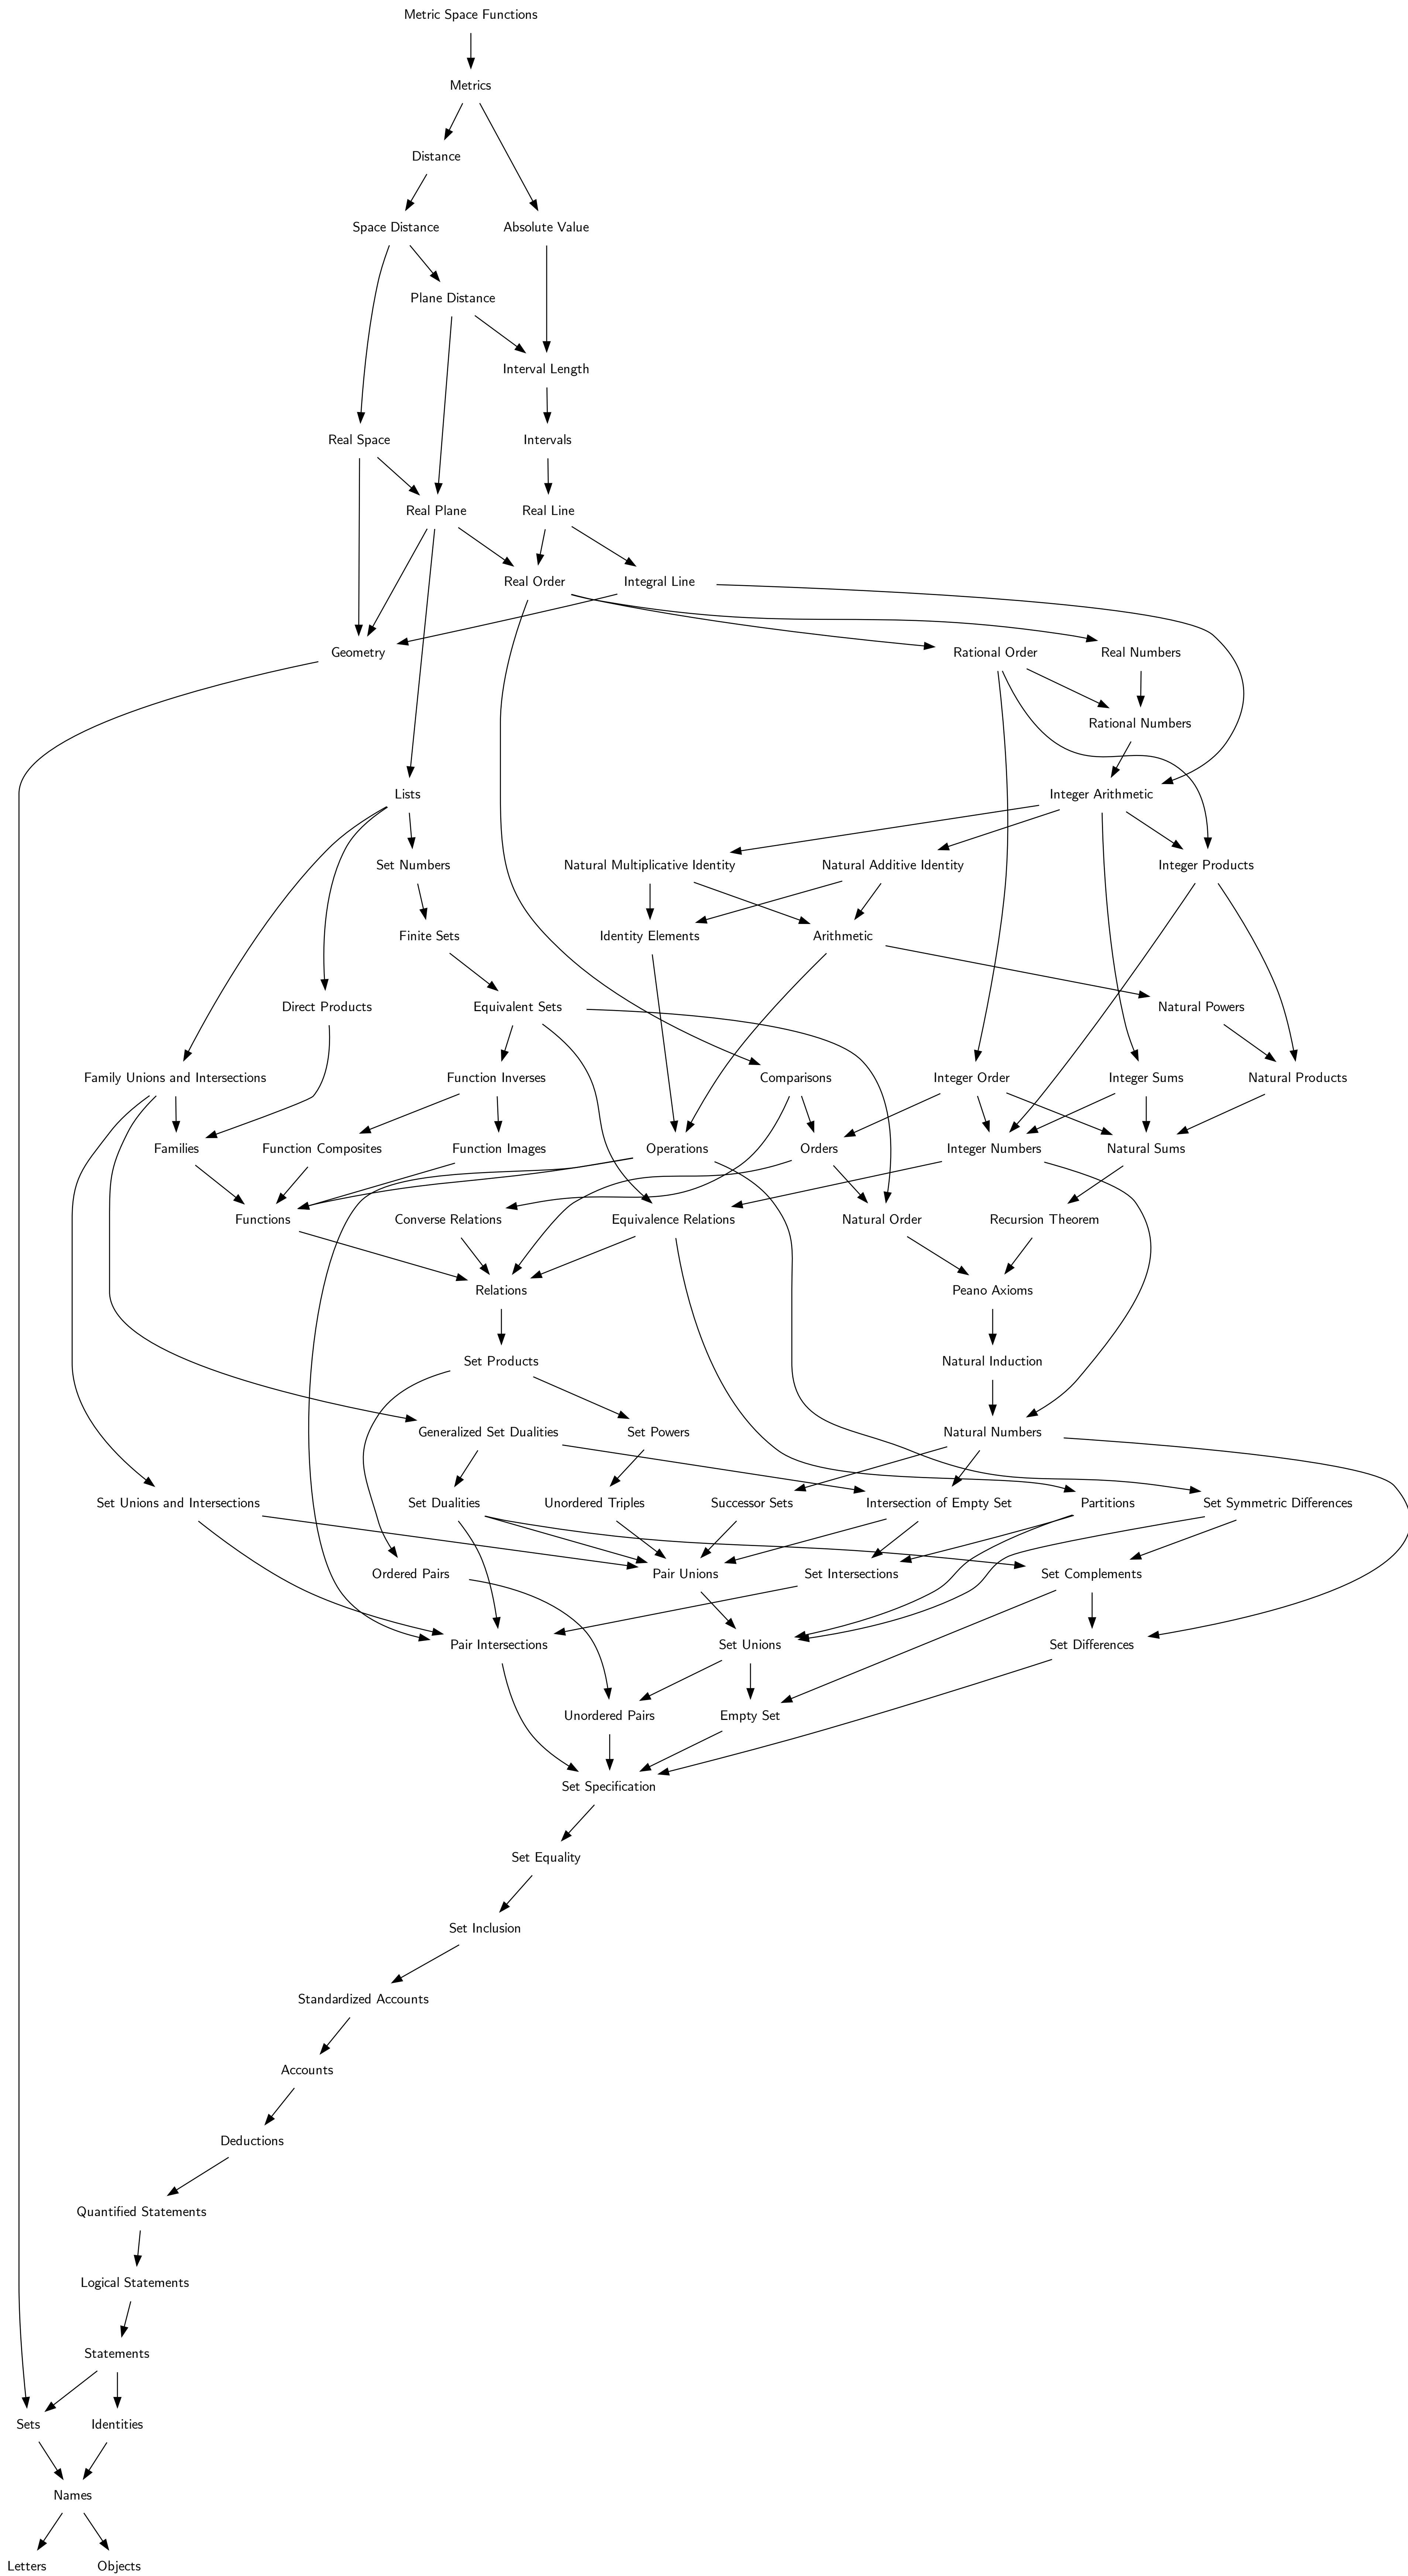 Metric Space Functions
Metrics
Distance
Space Distance
Absolute Value
Plane Distance
Interval Length
Real Space
Intervals
Real Plane
Real Line
Real Order
Integral Line
Geometry
Rational Order
Real Numbers
Rational Numbers
Lists
Integer Arithmetic
Set Numbers
Natural Multiplicative Identity
Natural Additive Identity
Integer Products
Finite Sets
Identity Elements
Arithmetic
Direct Products
Equivalent Sets
Natural Powers
Family Unions and Intersections
Function Inverses
Comparisons
Integer Order
Integer Sums
Natural Products
Families
Function Composites
Function Images
Operations
Orders
Integer Numbers
Natural Sums
Functions
Converse Relations
Equivalence Relations
Natural Order
Recursion Theorem
Relations
Peano Axioms
Set Products
Natural Induction
Generalized Set Dualities
Set Powers
Natural Numbers
Set Unions and Intersections
Set Dualities
Unordered Triples
Successor Sets
Intersection of Empty Set
Partitions
Set Symmetric Differences
Ordered Pairs
Pair Unions
Set Intersections
Set Complements
Pair Intersections
Set Unions
Set Differences
Unordered Pairs
Empty Set
Set Specification
Set Equality
Set Inclusion
Standardized Accounts
Accounts
Deductions
Quantified Statements
Logical Statements
Statements
Sets
Identities
Names
Letters
Objects